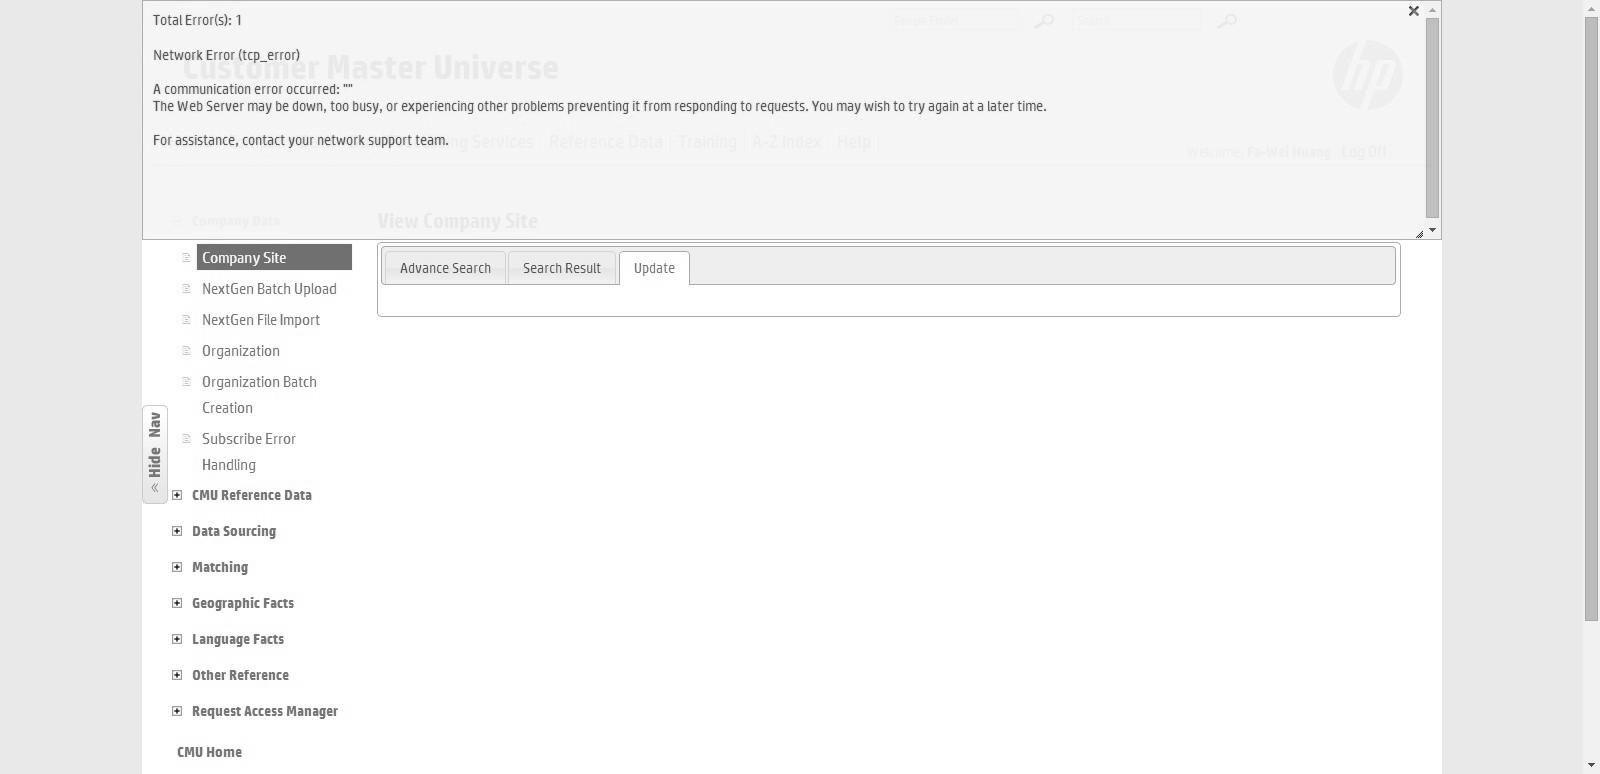 Total Error(s): 1
People Finder
Search
Network Error (tcp_error)
Customer Master Universe
hp
A communication error occurred: ""
The Web Server may be down, too busy, or experiencing other problems preventing it from responding to requests. You may wish to try again at a later time.
For assistance, contact your network support team.
Services
Reference Data
Training
A-Z Index
Help
Welcome, Fa-Wei Huang
Log Off
Company Data
View Company Site
Company Site
Advance Search
Search Result
Update
NextGen Batch Upload
NextGen File Import
Organization
Organization Batch
Creation
Subscribe Error
Handling
Hide Nav
CMU Reference Data
Data Sourcing
Matching
Geographic Facts
Language Facts
Other Reference
Request Access Manager
CMU Home